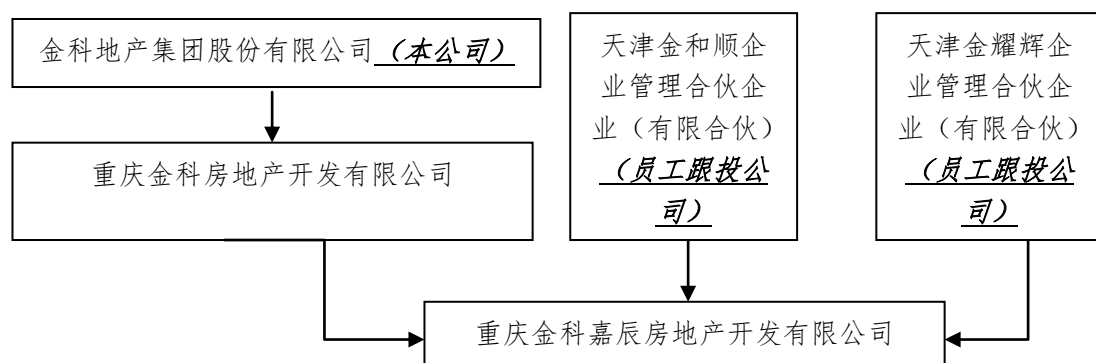 金科地产集团股份有限公司（本公司）
重庆金科房地产开发有限公司
天津金和顺企
业管理合伙企
业（有限合伙）
（员工跟投公
司）
天津金耀辉企
业管理合伙企
业（有限合伙）
（员工跟投公
司）
重庆金科嘉辰房地产开发有限公司